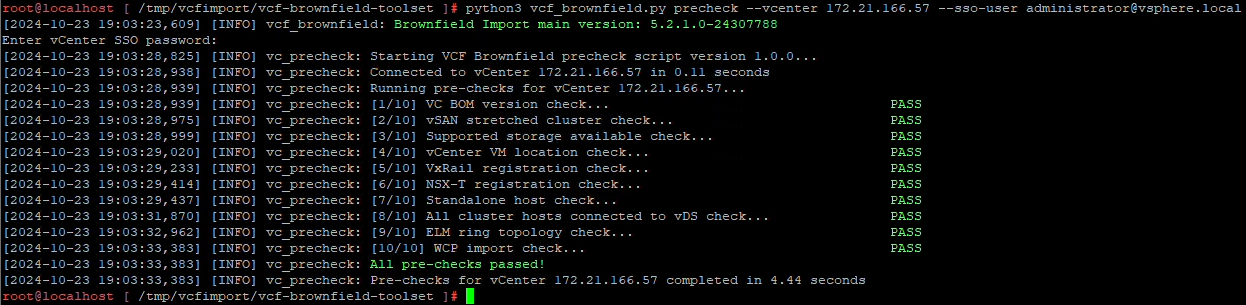 root@localhost [ /tmp/vcfimport/vcf-brownfield-toolset ]# python3 vcf_brownfield.py precheck --vcenter 172.21.166.57 --sso-user administrator@vsphere.local
[2024-10-23 19:03:23,609] [INFO] vcf_brownfield: Brownfield Import main version: 5.2.1.0-24307788
Enter vCenter SSO password:
[2024-10-23 19:03:28,825] [INFO] vc_precheck: Starting VCF Brownfield precheck script version 1.0.0...
[2024-10-23 19:03:28,938] [INFO] vc_precheck: Connected to vCenter 172.21.166.57 in 0.11 seconds
[2024-10-23 19:03:28,939] [INFO] vc_precheck: Running pre-checks for vCenter 172.21.166.57...
[2024-10-23 19:03:28,939] [INFO] vc_precheck: [1/10] VC BOM version check... PASS
[2024-10-23 19:03:28,975] [INFO] vc_precheck: [2/10] vSAN stretched cluster check... PASS
[2024-10-23 19:03:28,999] [INFO] vc_precheck: [3/10] Supported storage available check... PASS
[2024-10-23 19:03:29,020] [INFO] vc_precheck: [4/10] vCenter VM location check... PASS
[2024-10-23 19:03:29,233] [INFO] vc_precheck: [5/10] VxRail registration check... PASS
[2024-10-23 19:03:29,414] [INFO] vc_precheck: [6/10] NSX-T registration check... PASS
[2024-10-23 19:03:29,437] [INFO] vc_precheck: [7/10] Standalone host check... PASS
[2024-10-23 19:03:31,870] [INFO] vc_precheck: [8/10] All cluster hosts connected to vDS check... PASS
[2024-10-23 19:03:32,962] [INFO] vc_precheck: [9/10] ELM ring topology check... PASS
[2024-10-23 19:03:33,383] [INFO] vc_precheck: [10/10] WCP import check... PASS
[2024-10-23 19:03:33,383] [INFO] vc_precheck: All pre-checks passed!
[2024-10-23 19:03:33,383] [INFO] vc_precheck: Pre-checks for vCenter 172.21.166.57 completed in 4.44 seconds
root@localhost [ /tmp/vcfimport/vcf-brownfield-toolset ]#